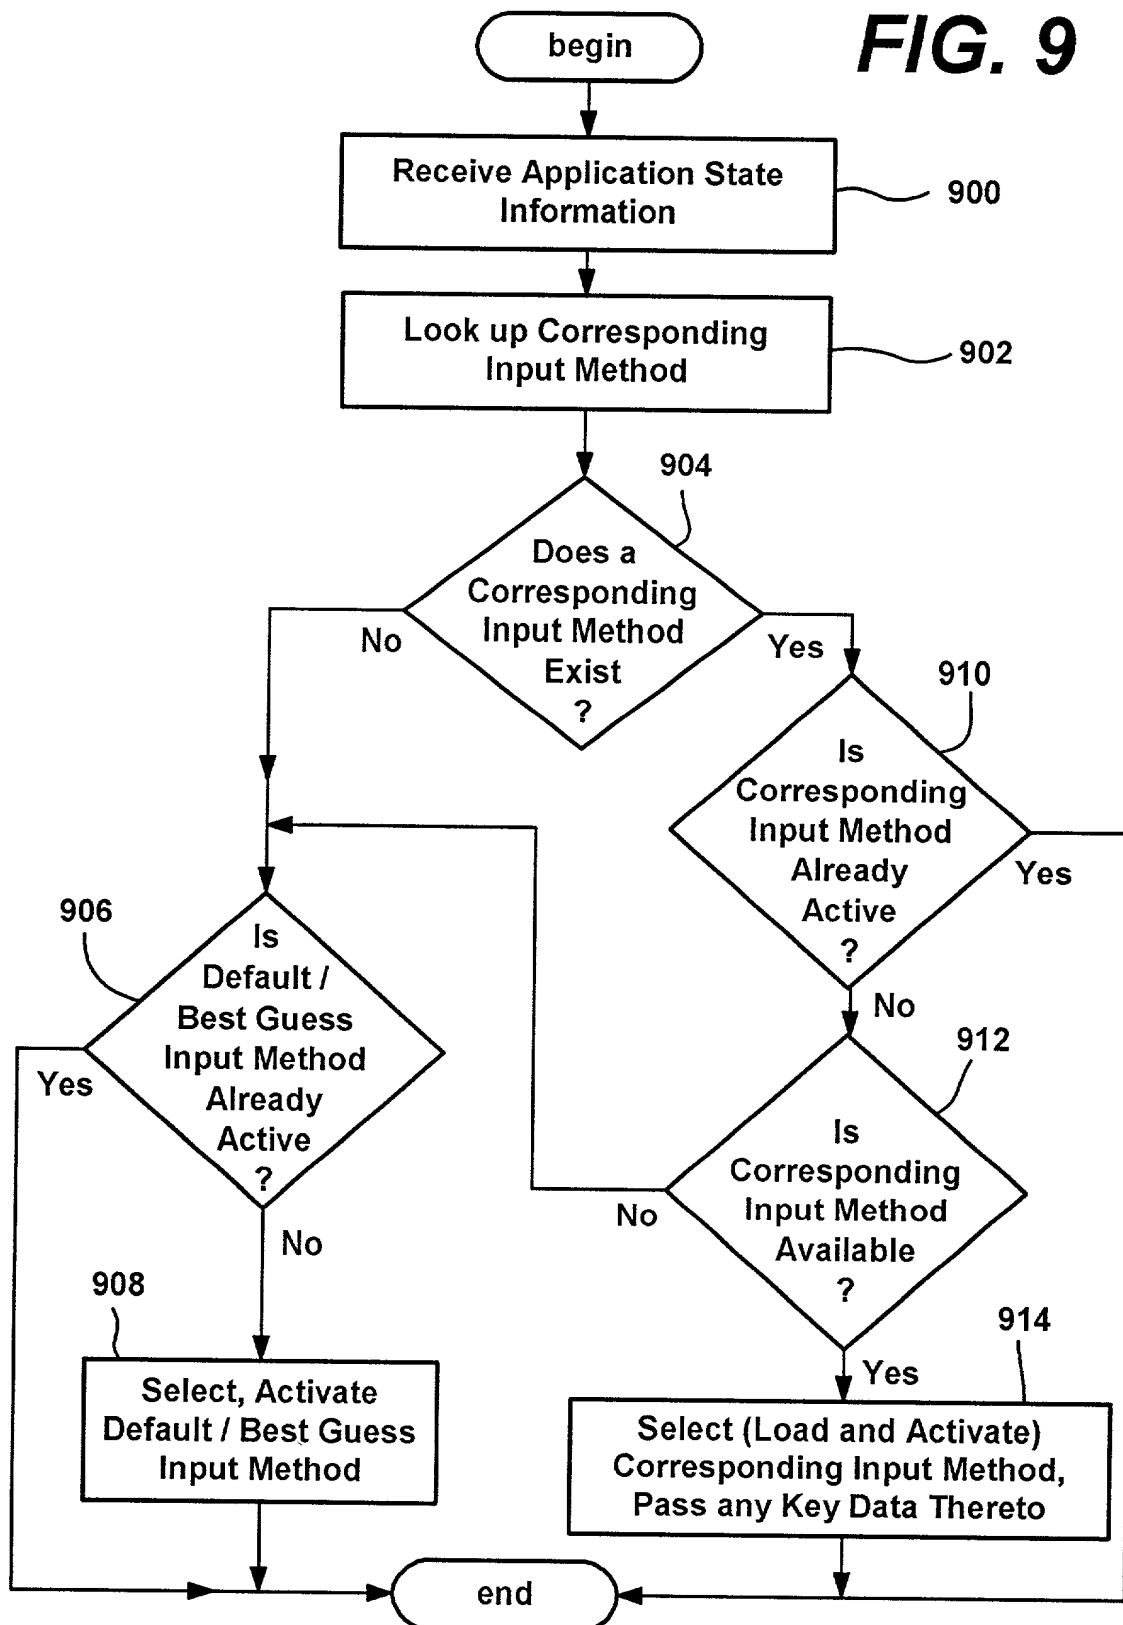 begin
FIG. 9
Receive Application State
Information
900
Look up Corresponding
Input Method
902
904
Does a
Corresponding
Input Method
Exist
?
No
Yes
910
Is
Corresponding
Input Method
Already
Active
?
Yes
No
906
Is
Default /
Best Guess
Input Method
Already
Active
?
Yes
No
912
Is
Corresponding
Input Method
Available
?
No
Yes
908
Select, Activate
Default / Best Guess
Input Method
914
Select (Load and Activate)
Corresponding Input Method,
Pass any Key Data Thereto
end